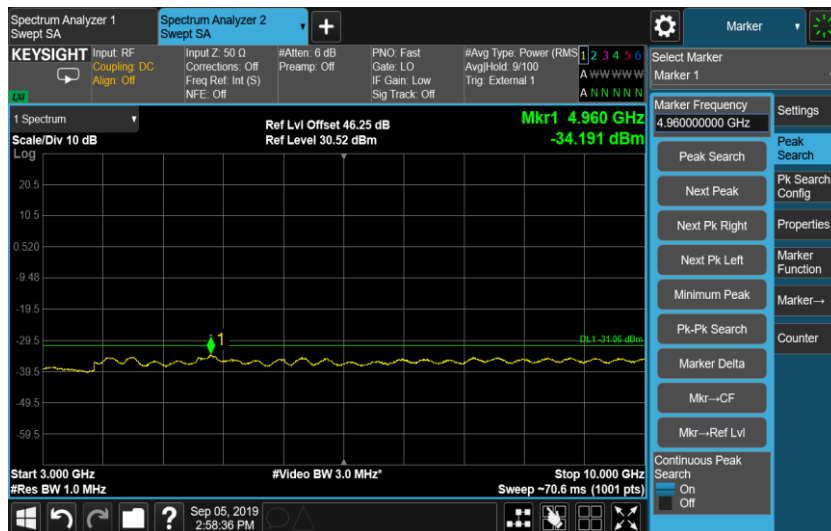 Spectrum Analyzer 1
Swept SA
Spectrum Analyzer 2
Swept SA
Marker
KEYSIGHT
Input: RF
Coupling: DC
Align: Off
Input Z: 50 Ω
Corrections: Off
Freq Ref: Int (S)
NFE: Off
#Atten: 6 dB
Preamp: Off
PNO: Fast
Gate: LO
IF Gain: Low
Sig Track: Off
#Avg Type: Power (RMS
Avg|Hold: 9/100
Trig: External 1
1 2 3 4 5 6
A W W W W W
A N N N N N
Select Marker
Marker 1
LXI
1 Spectrum
Scale/Div 10 dB
Log
Ref Lvl Offset 46.25 dB
Ref Level 30.52 dBm
Mkr1 4.960 GHz
-34.191 dBm
20.5
10.5
0.520
-9.48
-19.5
-29.5
-39.5
-49.5
-59.5
1
DL1 -31.06 dBm
Start 3.000 GHz
#Res BW 1.0 MHz
#Video BW 3.0 MHz*
Stop 10.000 GHz
Sweep ~70.6 ms (1001 pts)
Marker Frequency
4.960000000 GHz
Peak Search
Next Peak
Next Pk Right
Next Pk Left
Minimum Peak
Pk-Pk Search
Marker Delta
Mkr→CF
Mkr→Ref Lvl
Continuous Peak
Search
On
Off
Settings
Peak
Search
Pk Search
Config
Properties
Marker
Function
Marker→
Counter
?
Sep 05, 2019
2:58:36 PM